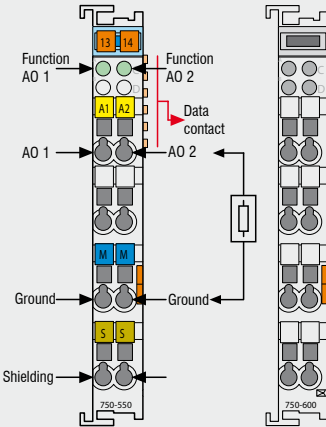 13 14
Function
AO 1
Function
AO 2
C
D
A1 A2
Data
contact
AO 1
AO 2
M M
Ground
Ground
S S
Shielding
750-550
C
D
750-600